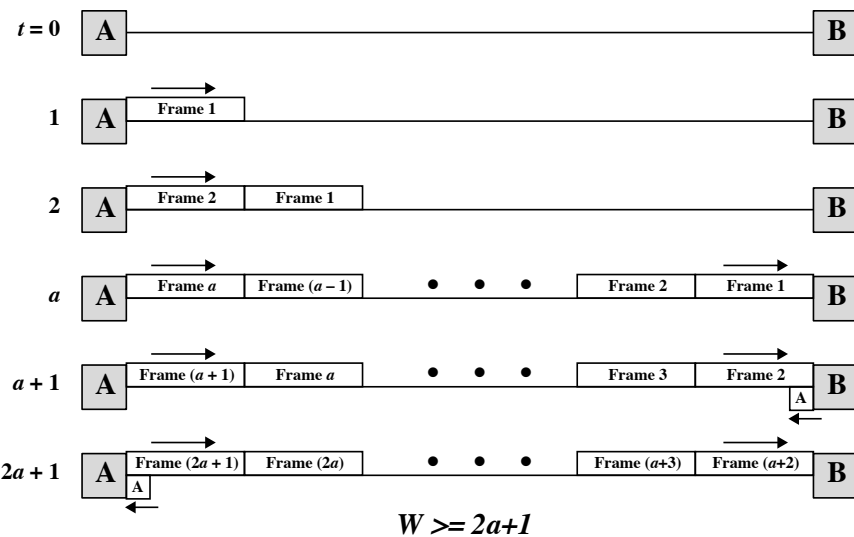 t = 0 A B
1 A Frame 1 B
2 A Frame 2 Frame 1 B
a A Frame a Frame (a – 1) • • • Frame 2 Frame 1 B
a + 1 A Frame (a + 1) Frame a • • • Frame 3 Frame 2 B
A
2a + 1 A Frame (2a + 1) Frame (2a) • • • Frame (a+3) Frame (a+2) B
A
W >= 2a+1